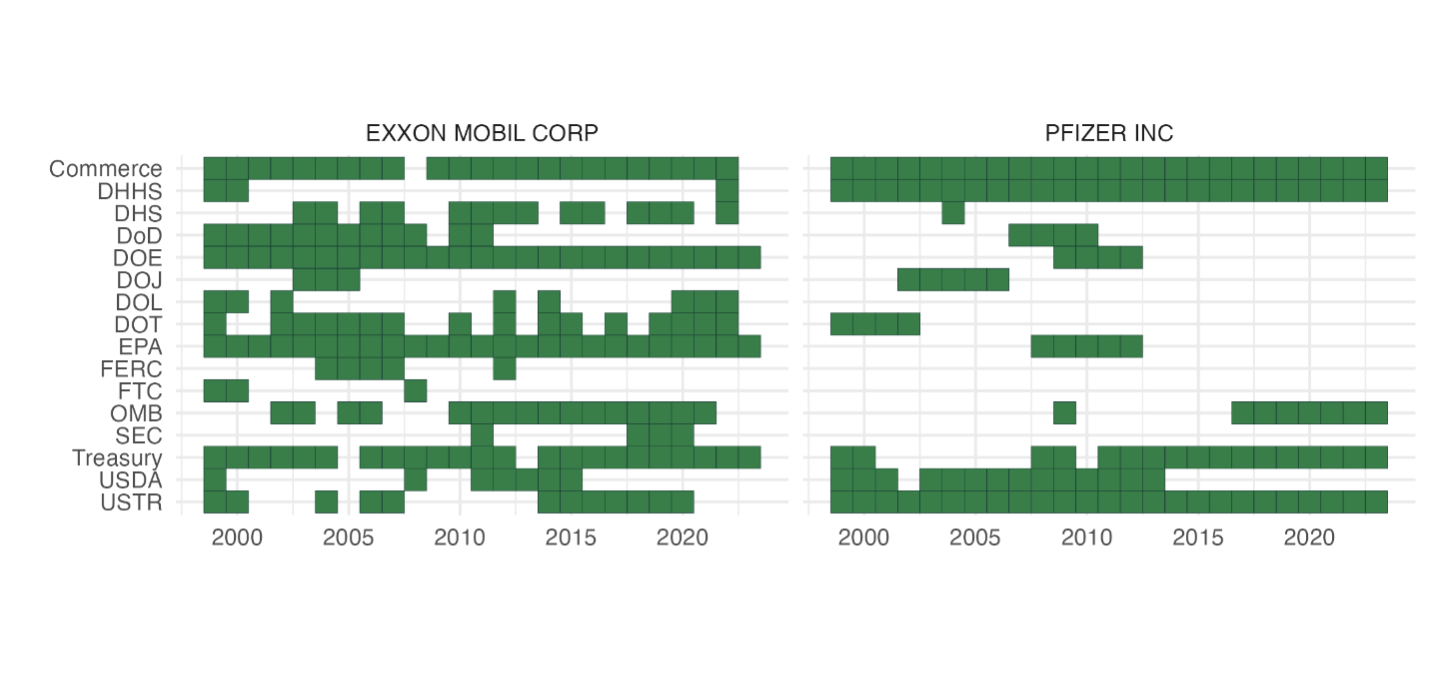 EXXON MOBIL CORP
PFIZER INC
Commerce
DHHS
DHS
DoD
DOE
DOJ
DOL
DOT
EPA
FERC
FTC
OMB
SEC
Treasury
USDA
USTR
2000 2005 2010 2015 2020
2000 2005 2010 2015 2020